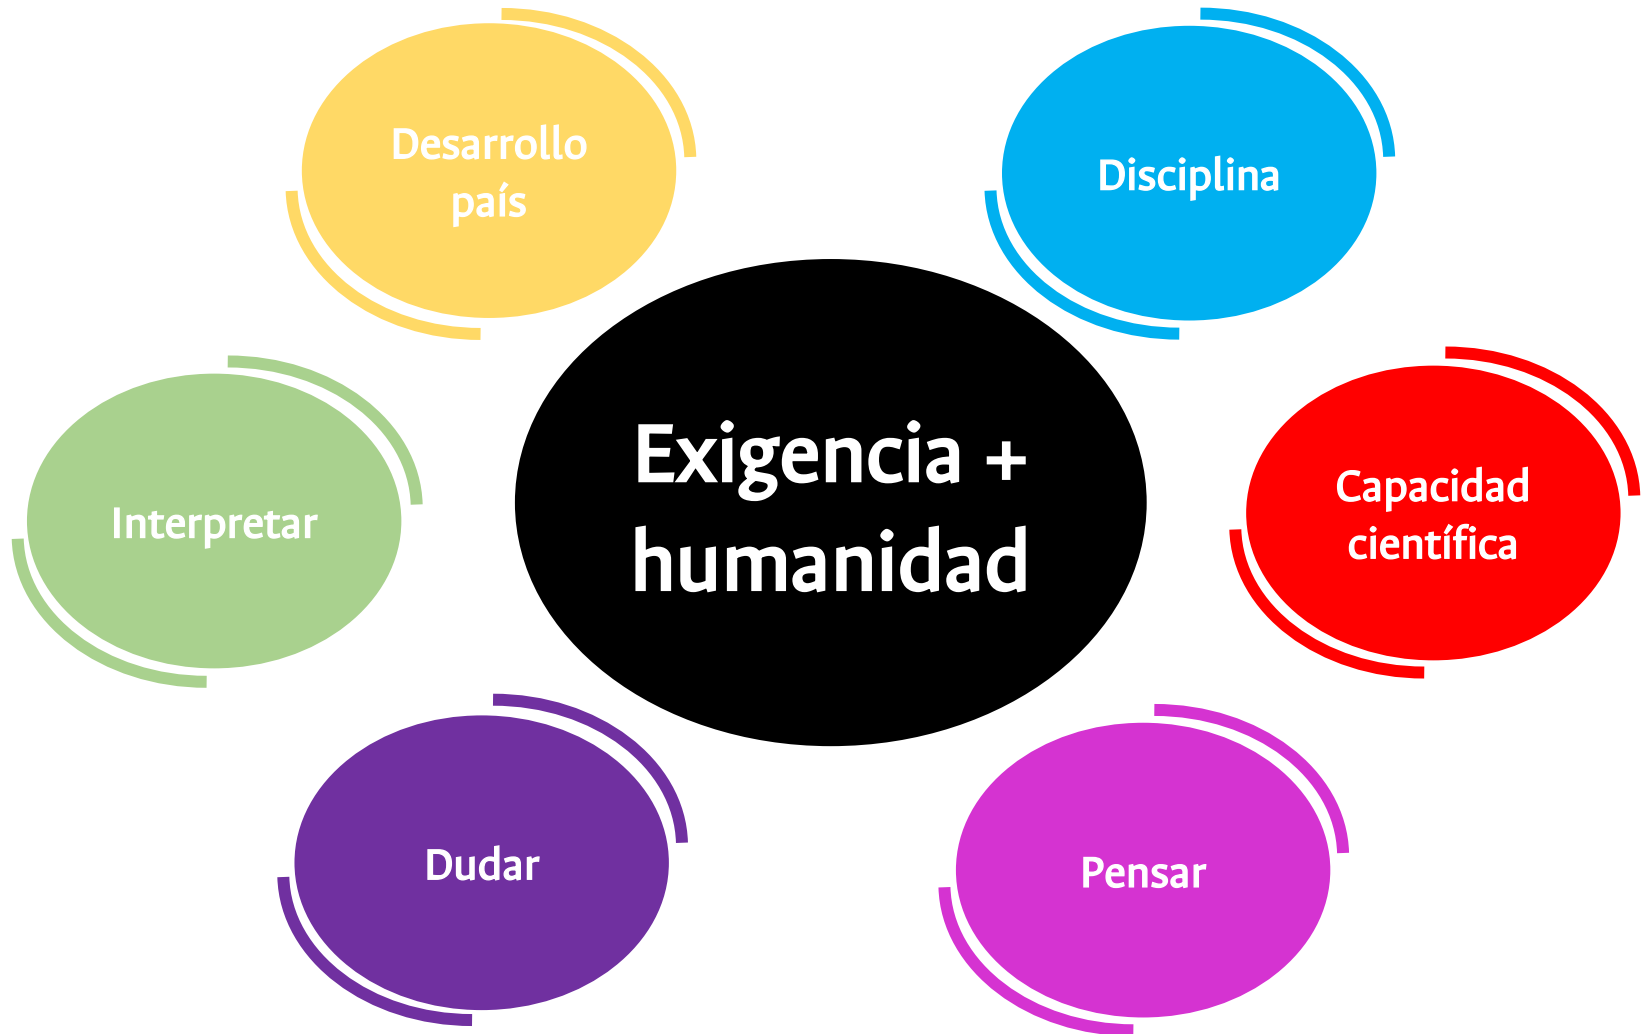 Desarrollo
país
Disciplina
Exigencia +
humanidad
Capacidad
científica
Interpretar
Dudar
Pensar